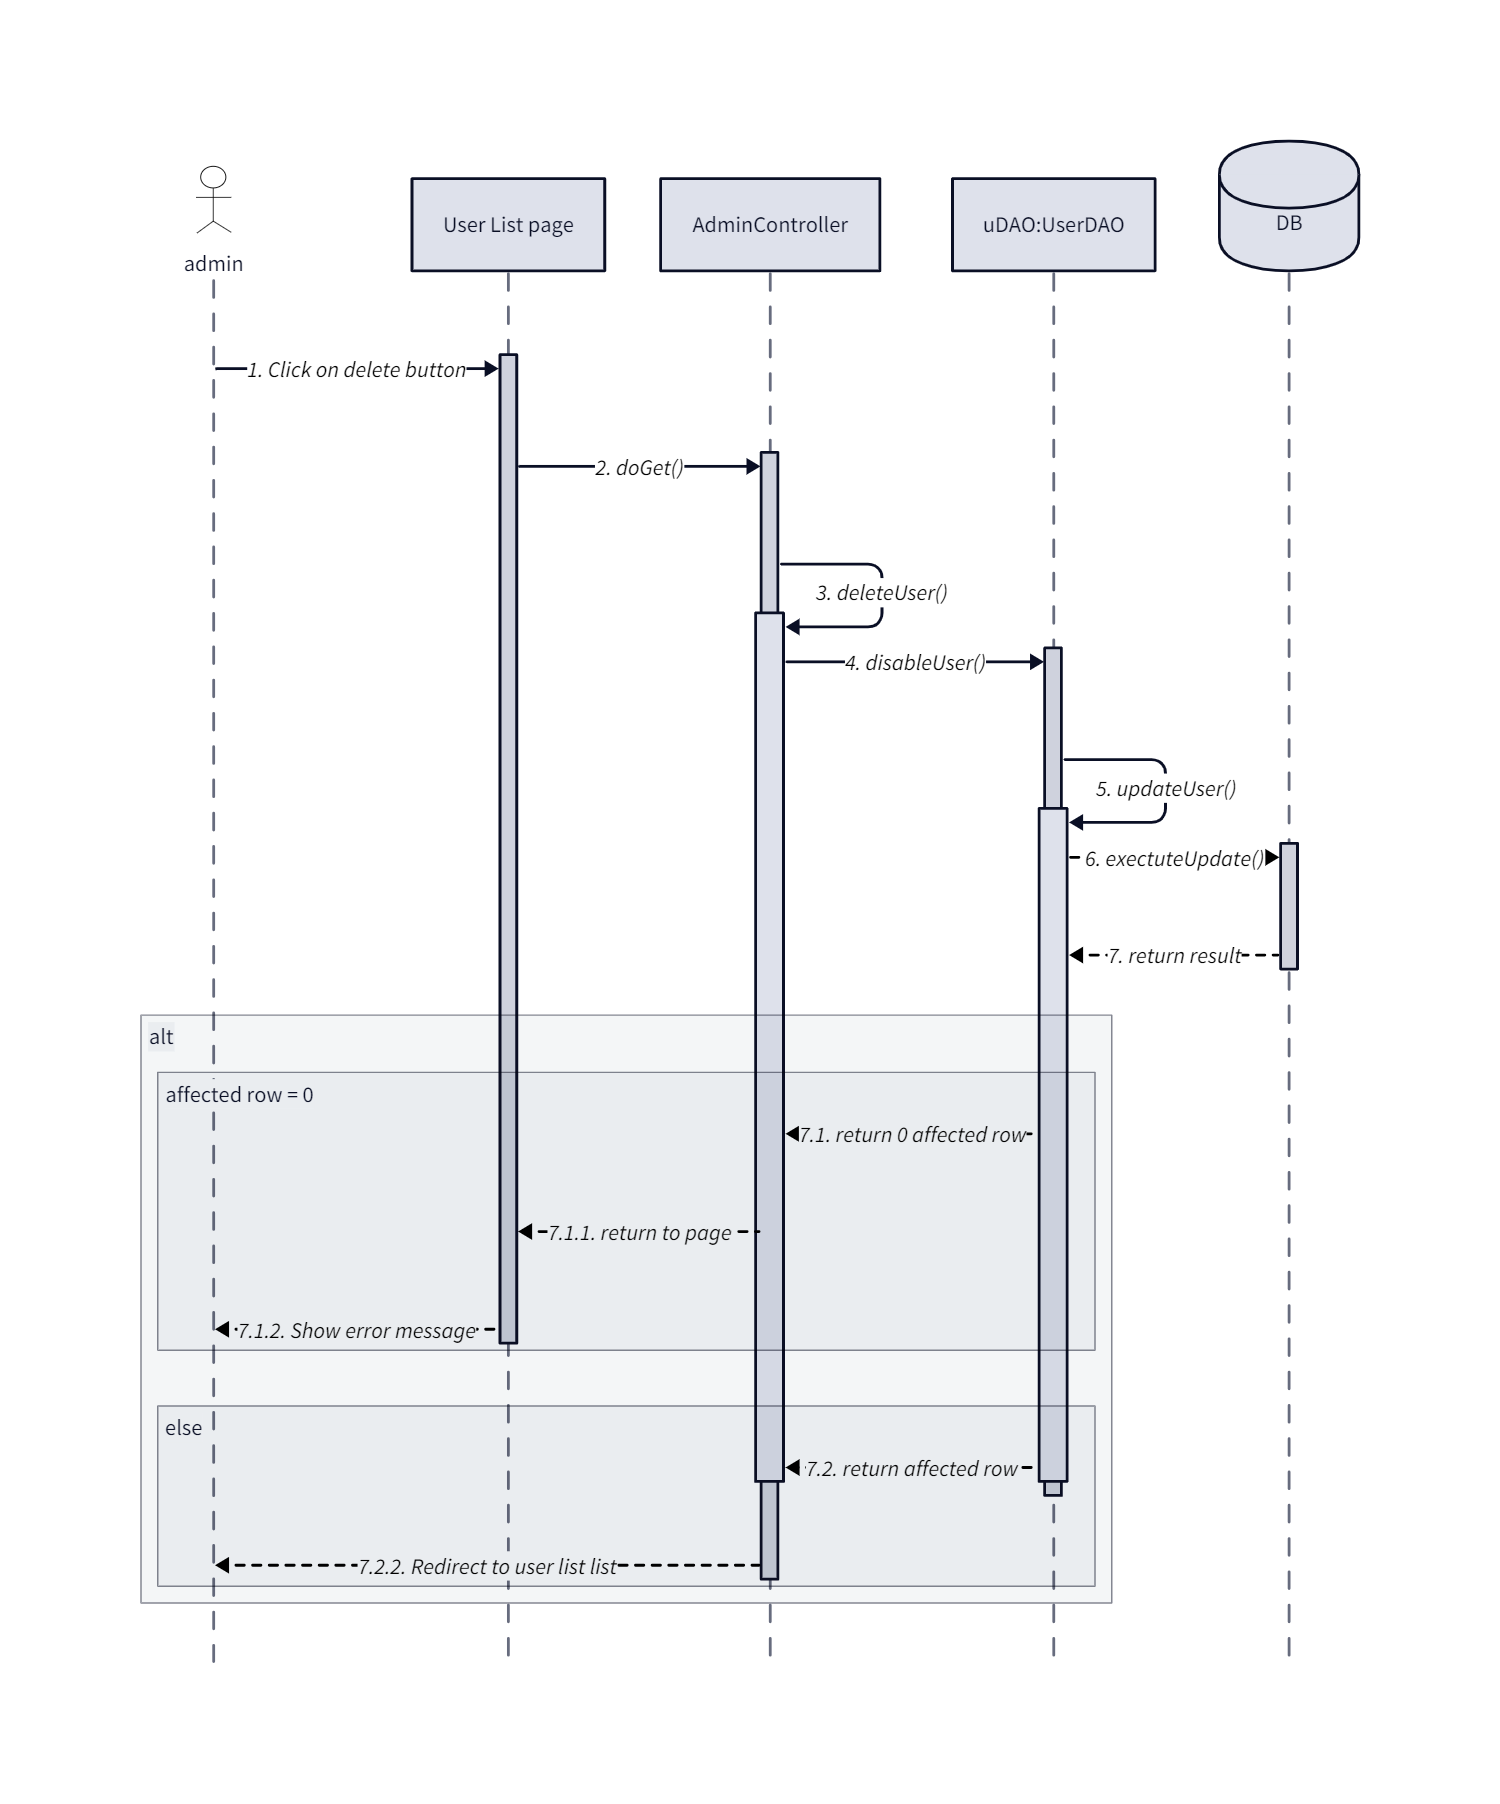 admin
User List page
AdminController
uDAO:UserDAO
DB
1. Click on delete button
2. doGet()
3. deleteUser()
4. disableUser()
5. updateUser()
6. exectuteUpdate()
7. return result
alt
affected row = 0
7.1. return 0 affected row
7.1.1. return to page
7.1.2. Show error message
else
7.2. return affected row
7.2.2. Redirect to user list list